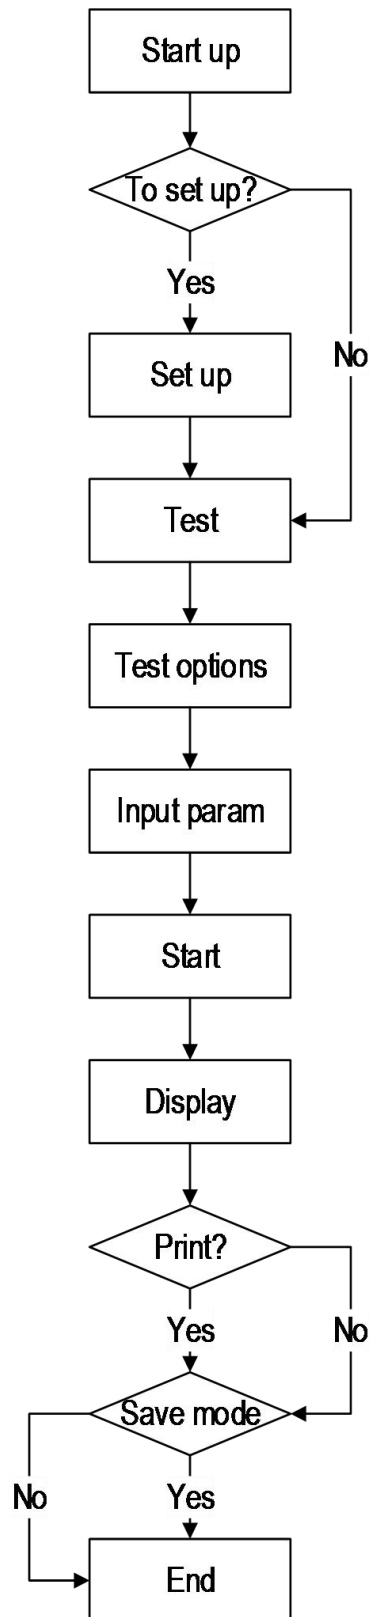 Start up
To set up?
Yes
Set up
No
Test
Test options
Input param
Start
Display
Print?
Yes
No
Save mode
No
Yes
End